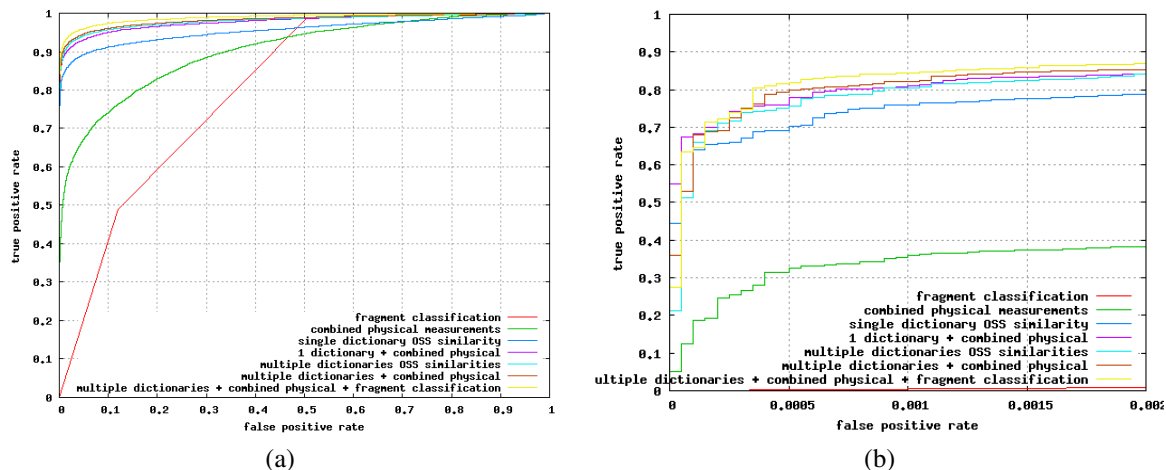 1
0.9
0.8
0.7
0.6
0.5
0.4
0.3
0.2
0.1
0
true positive rate
fragment classification
combined physical measurements
single dictionary OSS similarity
1 dictionary + combined physical
multiple dictionaries OSS similarities
multiple dictionaries + combined physical
multiple dictionaries + combined physical + fragment classification
0 0.1 0.2 0.3 0.4 0.5 0.6 0.7 0.8 0.9 1
false positive rate
(a)
1
0.9
0.8
0.7
0.6
0.5
0.4
0.3
0.2
0.1
0
true positive rate
fragment classification
combined physical measurements
single dictionary OSS similarity
1 dictionary + combined physical
multiple dictionaries OSS similarities
multiple dictionaries + combined physical
ultiple dictionaries + combined physical + fragment classification
0 0.0005 0.001 0.0015 0.002
false positive rate
(b)